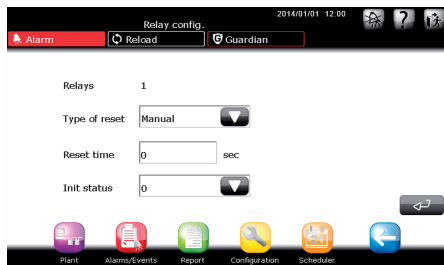 2014/01/01 12:00
Relay config.
Alarm Reload Guardian
Relays 1
Type of reset Manual
Reset time 0 sec
Init status 0
Plant Alarms/Events Report Configuration Scheduler